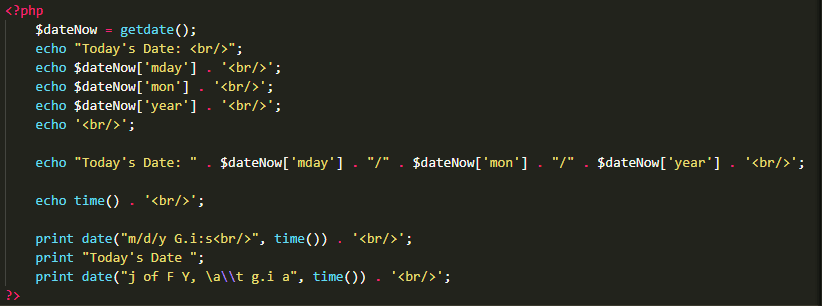 <?php
$dateNow = getdate();
echo "Today's Date: <br/>";
echo $dateNow['mday'] . '<br/>';
echo $dateNow['mon'] . '<br/>';
echo $dateNow['year'] . '<br/>';
echo '<br/>';
echo "Today's Date: " . $dateNow['mday'] . "/" . $dateNow['mon'] . "/" . $dateNow['year'] . '<br/>';
echo time() . '<br/>';
print date("m/d/y G.i:s<br/>", time()) . '<br/>';
print "Today's Date ";
print date("j of F Y, \a\\t g.i a", time()) . '<br/>';
?>